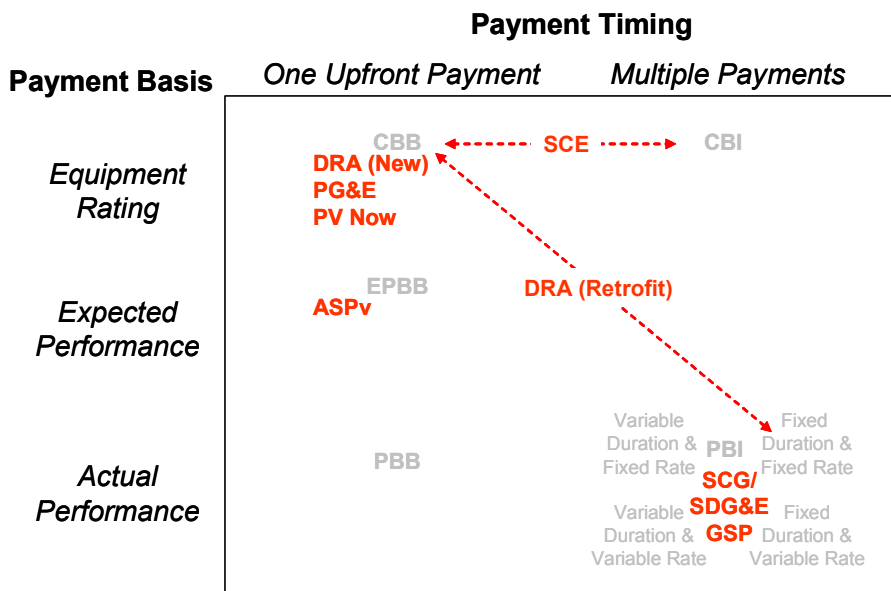 Payment Timing
Payment Basis
One Upfront Payment
Multiple Payments
Equipment
Rating
CBB
SCE
CBI
DRA (New)
PG&E
PV Now
Expected
Performance
EPBB
ASPv
DRA (Retrofit)
Actual
Performance
PBB
Variable
Duration &
Fixed Rate
PBI
Fixed
Duration &
Fixed Rate
SCG/
SDG&E
GSP
Variable
Duration &
Variable Rate
Fixed
Duration &
Variable Rate